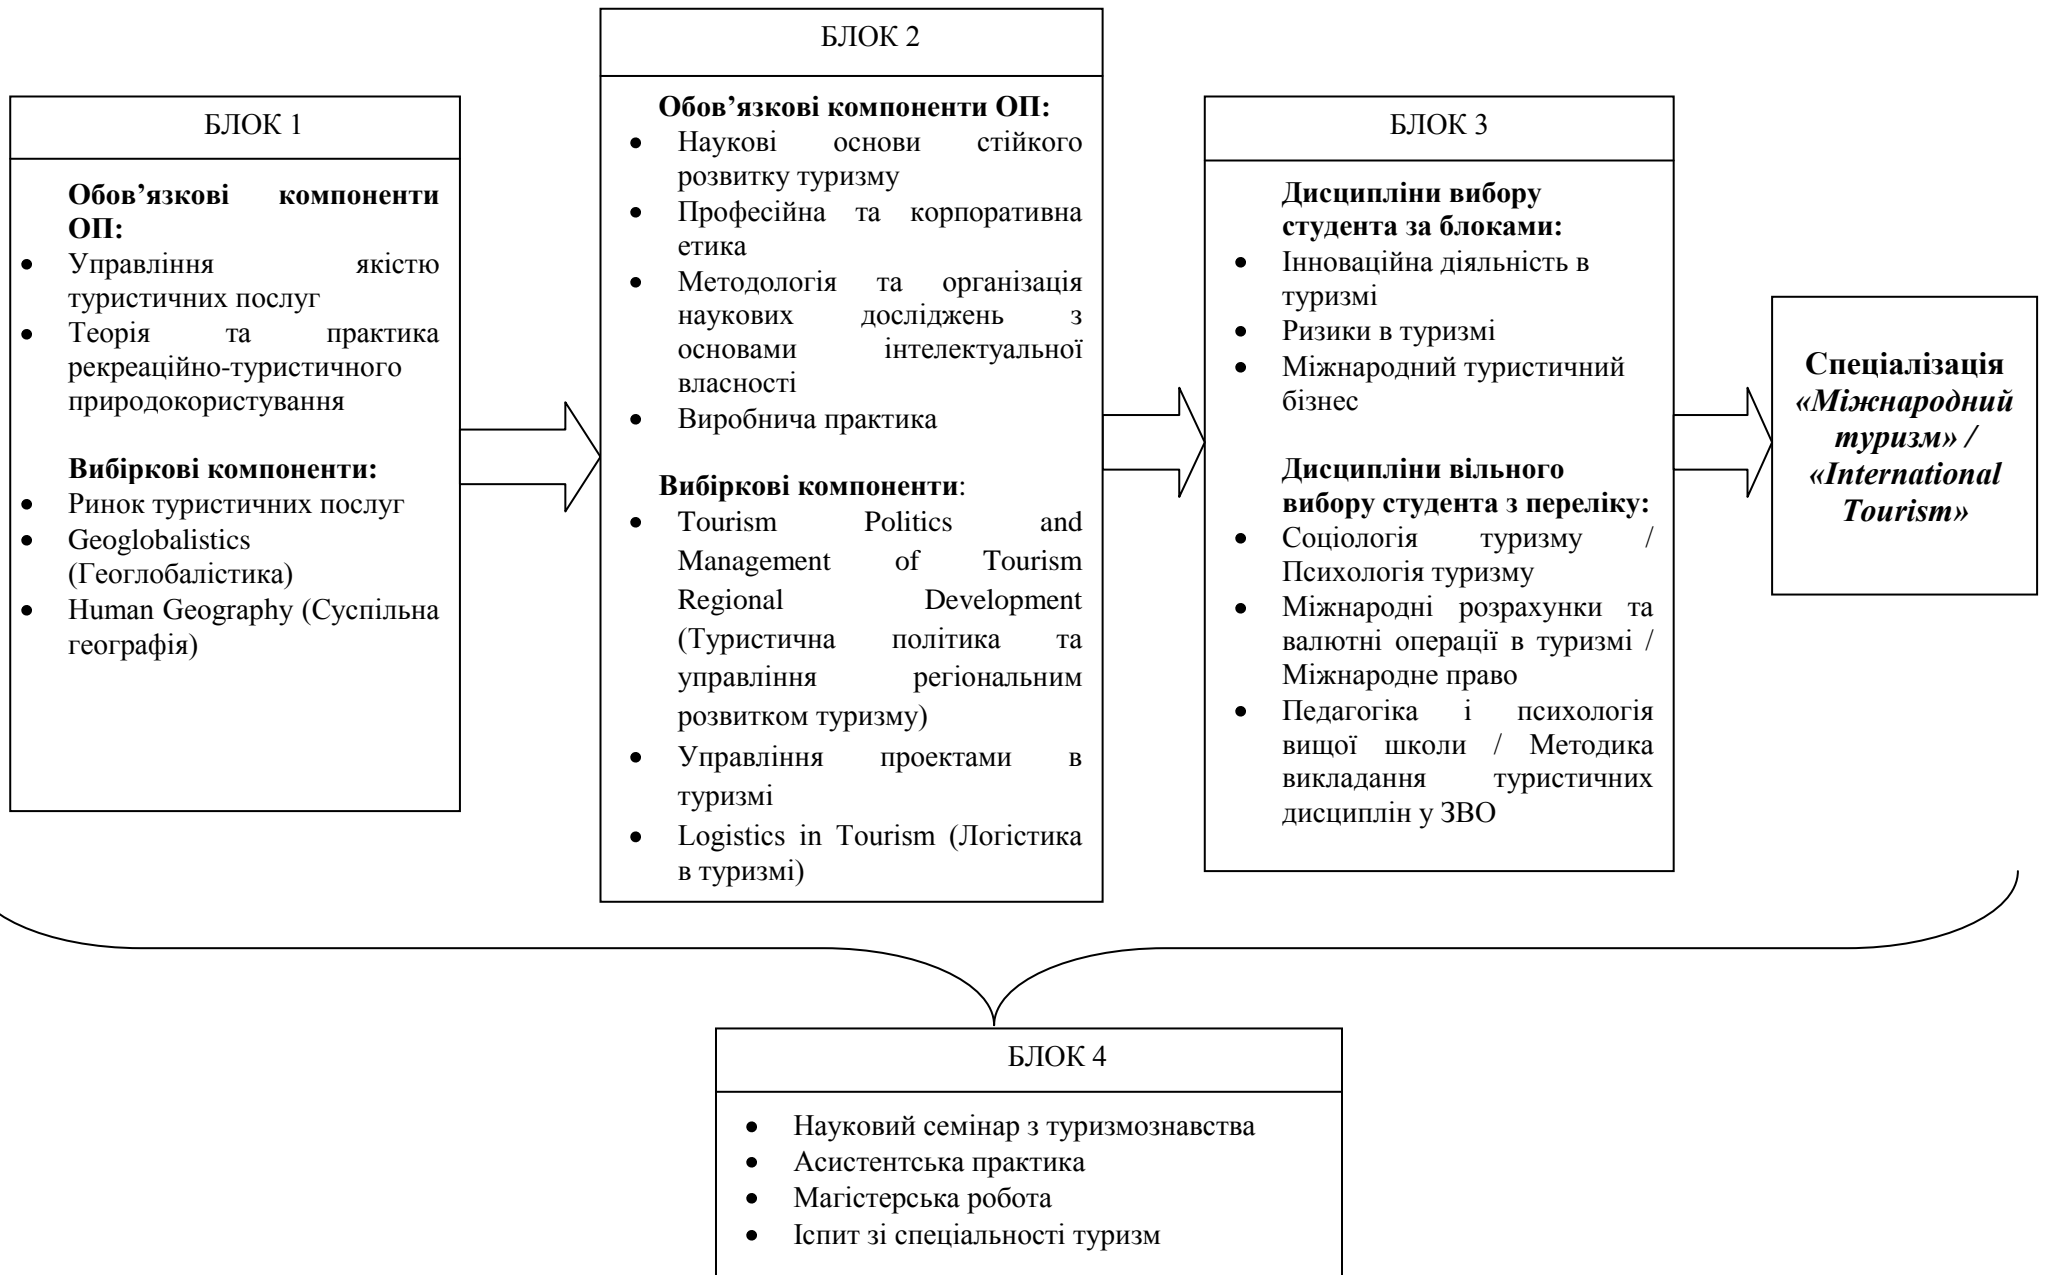 БЛОК 1
Обов’язкові компоненти
ОП:
• Управління якістю
туристичних послуг
• Теорія та практика
рекреаційно-туристичного
природокористування
Вибіркові компоненти:
• Ринок туристичних послуг
• Geoglobalistics
(Геоглобалістика)
• Human Geography (Суспільна
географія)
БЛОК 2
Обов’язкові компоненти ОП:
• Наукові основи стійкого
розвитку туризму
• Професійна та корпоративна
етика
• Методологія та організація
наукових досліджень з
основами інтелектуальної
власності
• Виробнича практика
Вибіркові компоненти:
• Tourism Politics and
Management of Tourism
Regional Development
(Туристична політика та
управління регіональним
розвитком туризму)
• Управління проектами в
туризмі
• Logistics in Tourism (Логістика
в туризмі)
БЛОК 3
Дисципліни вибору
студента за блоками:
• Інноваційна діяльність в
туризмі
• Ризики в туризмі
• Міжнародний туристичний
бізнес
Дисципліни вільного
вибору студента з переліку:
• Соціологія туризму /
Психологія туризму
• Міжнародні розрахунки та
валютні операції в туризмі /
Міжнародне право
• Педагогіка і психологія
вищої школи / Методика
викладання туристичних
дисциплін у ЗВО
Спеціалізація
«Міжнародний
туризм» /
«International
Tourism»
БЛОК 4
• Науковий семінар з туризмознавства
• Асистентська практика
• Магістерська робота
• Іспит зі спеціальності туризм